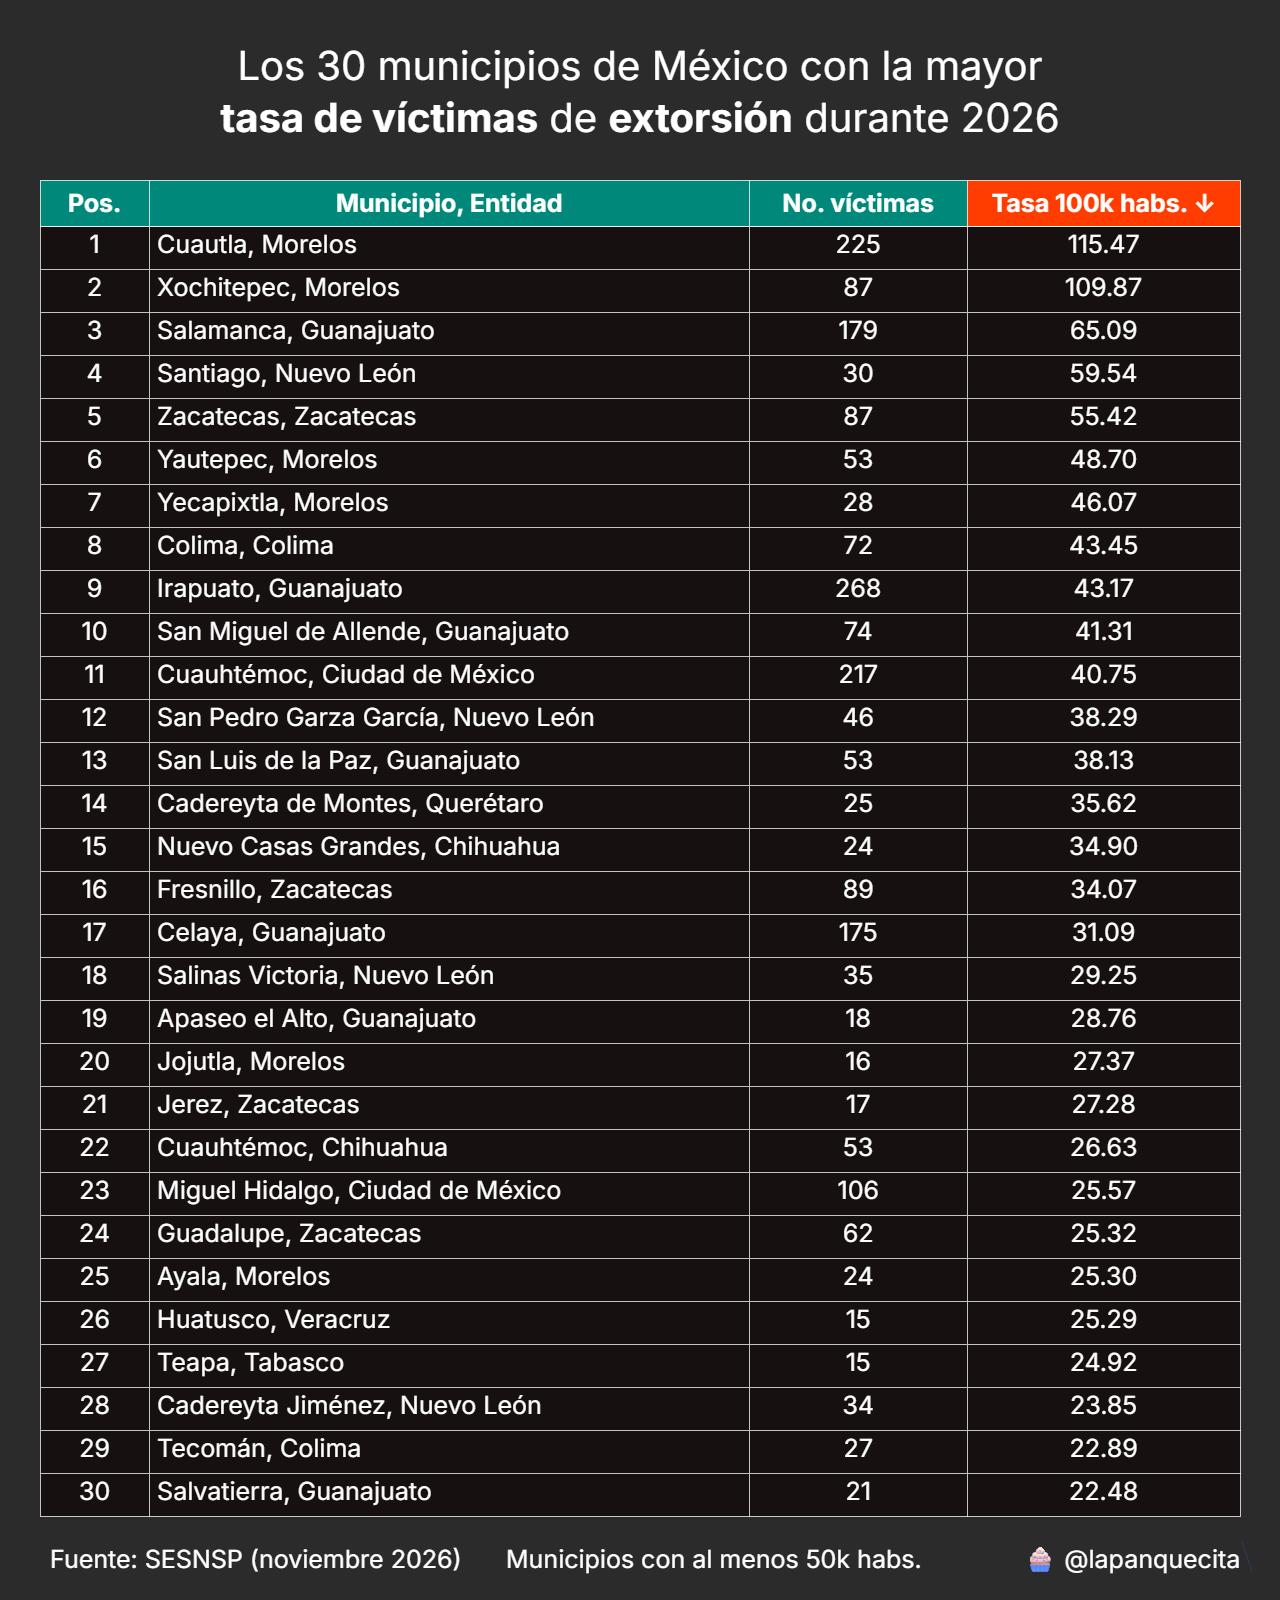 Los 30 municipios de México con la mayor
tasa de víctimas de extorsión durante 2026
Pos. Municipio, Entidad No. víctimas Tasa 100k habs. ↓
1 Cuautla, Morelos 225 115.47
2 Xochitepec, Morelos 87 109.87
3 Salamanca, Guanajuato 179 65.09
4 Santiago, Nuevo León 30 59.54
5 Zacatecas, Zacatecas 87 55.42
6 Yautepec, Morelos 53 48.70
7 Yecapixtla, Morelos 28 46.07
8 Colima, Colima 72 43.45
9 Irapuato, Guanajuato 268 43.17
10 San Miguel de Allende, Guanajuato 74 41.31
11 Cuauhtémoc, Ciudad de México 217 40.75
12 San Pedro Garza García, Nuevo León 46 38.29
13 San Luis de la Paz, Guanajuato 53 38.13
14 Cadereyta de Montes, Querétaro 25 35.62
15 Nuevo Casas Grandes, Chihuahua 24 34.90
16 Fresnillo, Zacatecas 89 34.07
17 Celaya, Guanajuato 175 31.09
18 Salinas Victoria, Nuevo León 35 29.25
19 Apaseo el Alto, Guanajuato 18 28.76
20 Jojutla, Morelos 16 27.37
21 Jerez, Zacatecas 17 27.28
22 Cuauhtémoc, Chihuahua 53 26.63
23 Miguel Hidalgo, Ciudad de México 106 25.57
24 Guadalupe, Zacatecas 62 25.32
25 Ayala, Morelos 24 25.30
26 Huatusco, Veracruz 15 25.29
27 Teapa, Tabasco 15 24.92
28 Cadereyta Jiménez, Nuevo León 34 23.85
29 Tecomán, Colima 27 22.89
30 Salvatierra, Guanajuato 21 22.48
Fuente: SESNSP (noviembre 2026) Municipios con al menos 50k habs. 🧁 @lapanquecita